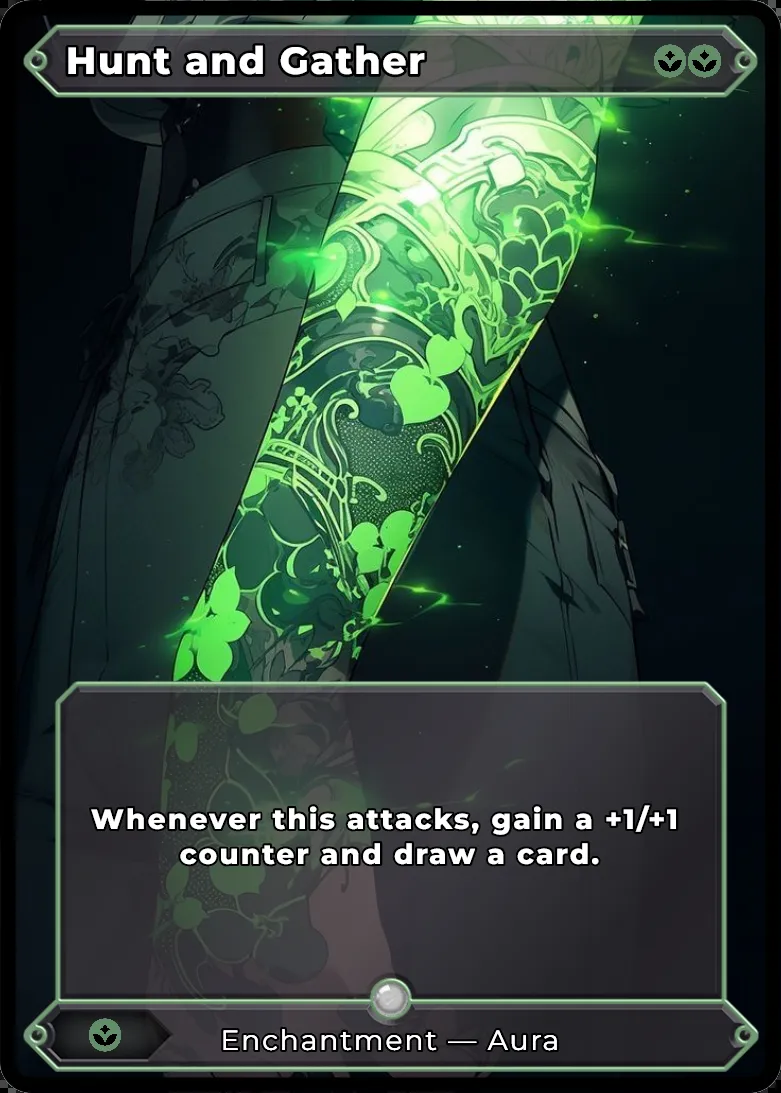 Hunt and Gather
Whenever this attacks, gain a +1/+1
counter and draw a card.
Enchantment — Aura